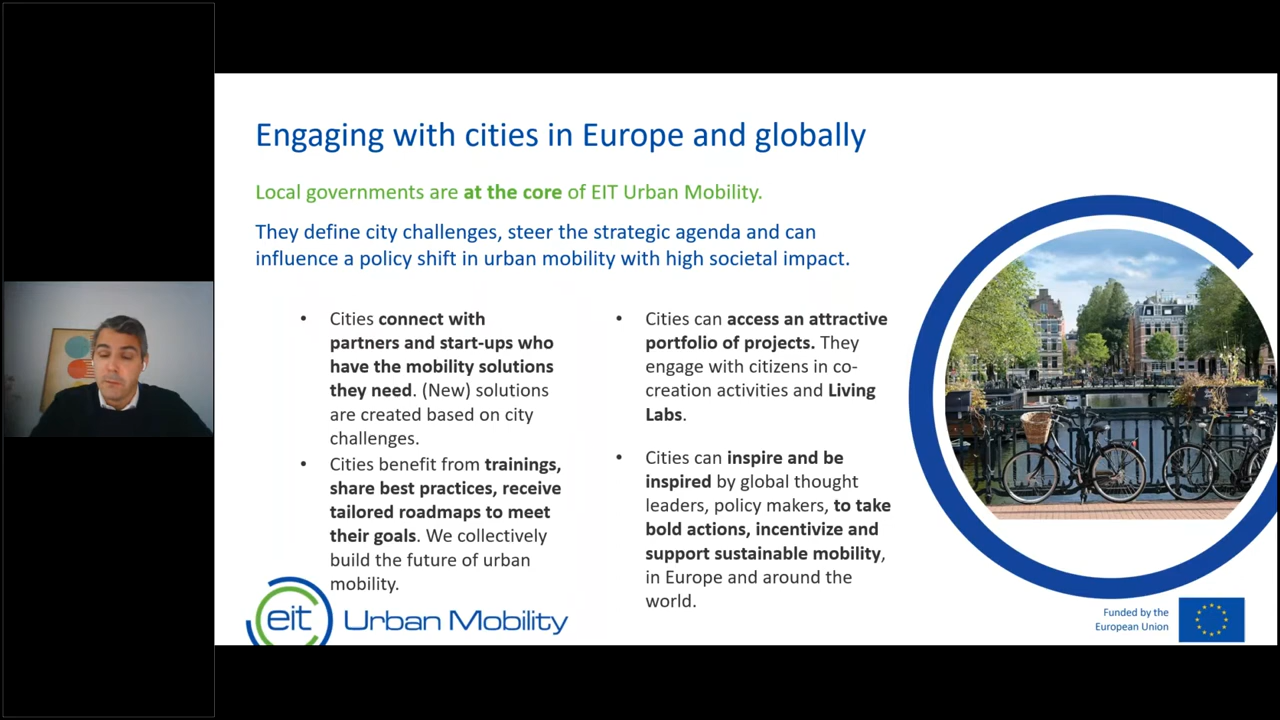 Engaging with cities in Europe and globally
Local governments are at the core of EIT Urban Mobility.
They define city challenges, steer the strategic agenda and can
influence a policy shift in urban mobility with high societal impact.
• Cities connect with
partners and start-ups who
have the mobility solutions
they need. (New) solutions
are created based on city
challenges.
• Cities benefit from trainings,
share best practices, receive
tailored roadmaps to meet
their goals. We collectively
build the future of urban
mobility.
• Cities can access an attractive
portfolio of projects. They
engage with citizens in co-
creation activities and Living
Labs.
• Cities can inspire and be
inspired by global thought
leaders, policy makers, to take
bold actions, incentivize and
support sustainable mobility,
in Europe and around the
world.
eit Urban Mobility
Funded by the
European Union